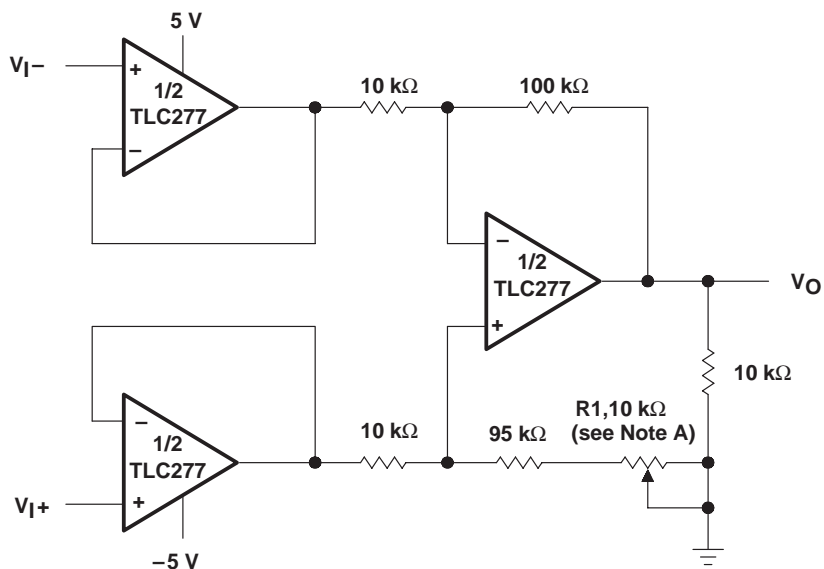 5 V
VI−
+
1/2
TLC277
−
10 kΩ
100 kΩ
−
1/2
TLC277
+
VO
10 kΩ
R1,10 kΩ
(see Note A)
−
1/2
TLC277
+
10 kΩ
95 kΩ
VI+
−5 V